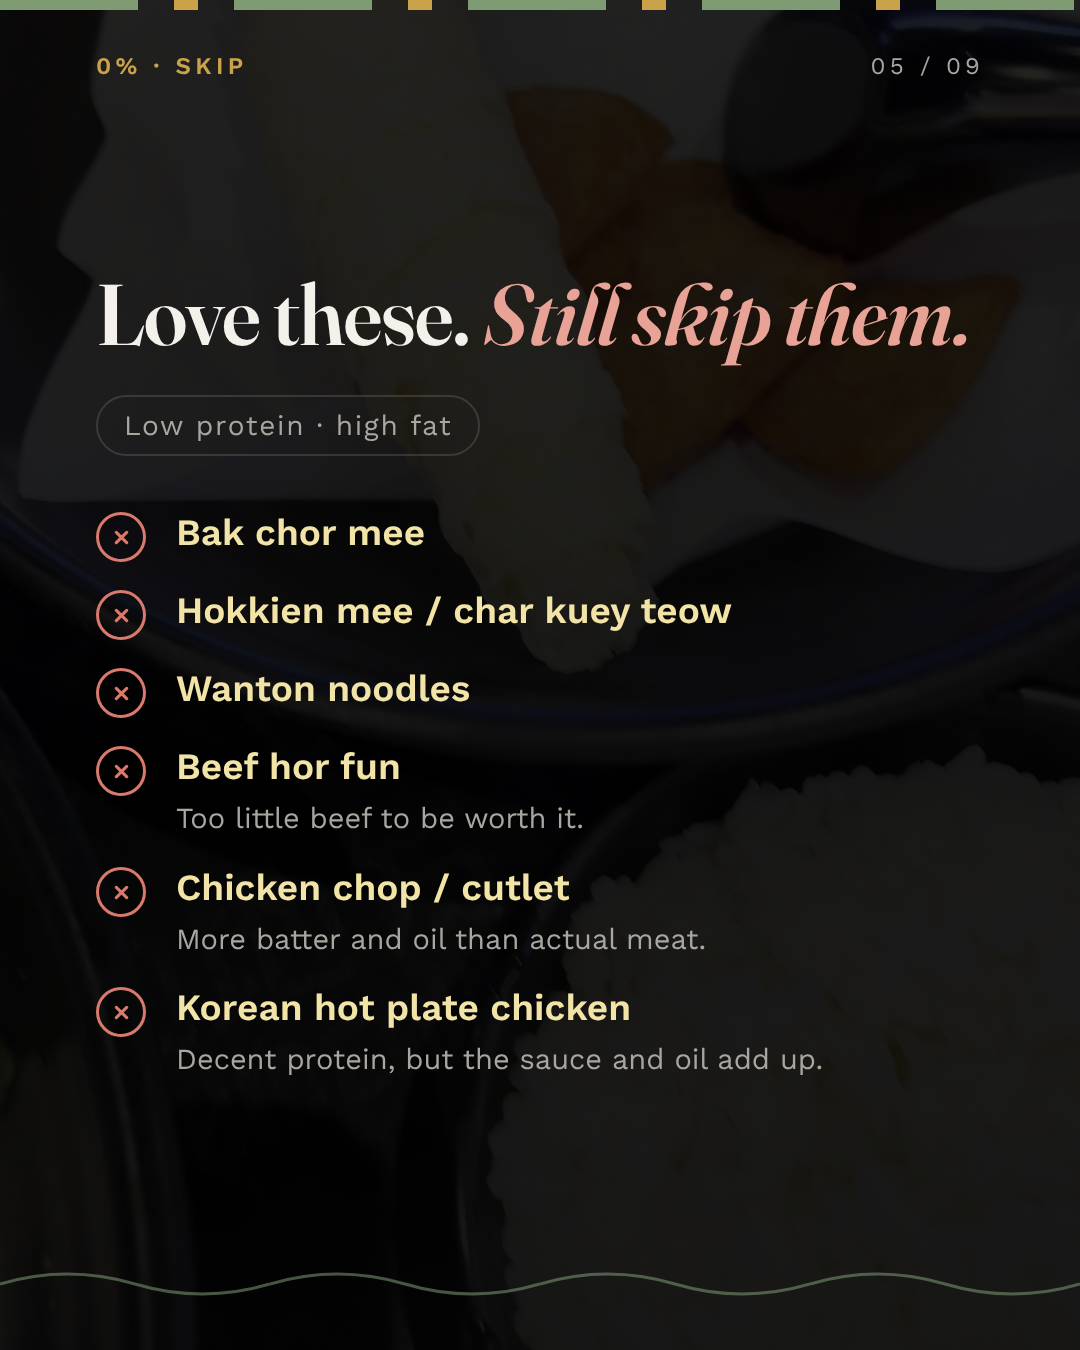 0% · SKIP
05 / 09
Love these. Still skip them.
Low protein · high fat
Bak chor mee
Hokkien mee / char kuey teow
Wanton noodles
Beef hor fun
Too little beef to be worth it.
Chicken chop / cutlet
More batter and oil than actual meat.
Korean hot plate chicken
Decent protein, but the sauce and oil add up.